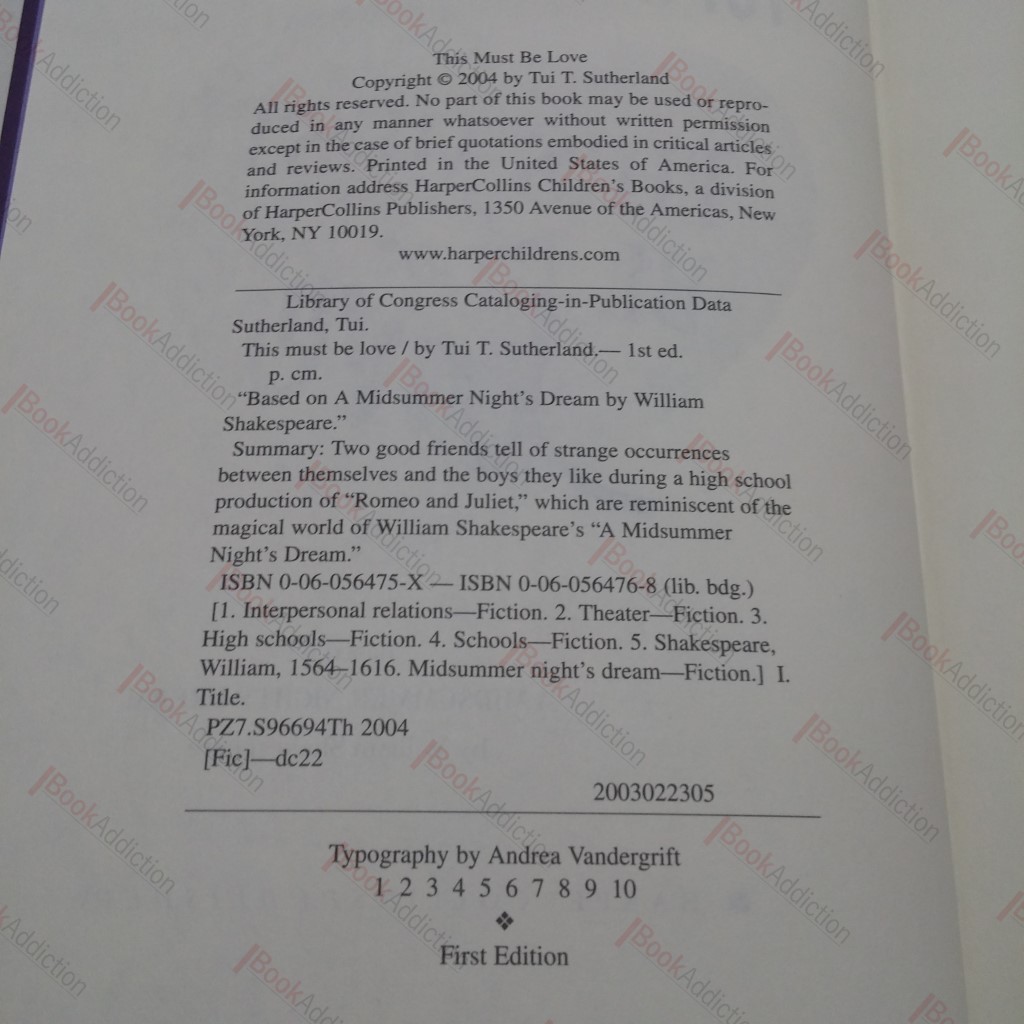 This Must Be Love
Copyright © 2004 by Tui T. Sutherland
All rights reserved. No part of this book may be used or repro-
duced in any manner whatsoever without written permission
except in the case of brief quotations embodied in critical articles
and reviews. Printed in the United States of America. For
information address HarperCollins Children's Books, a division
of HarperCollins Publishers, 1350 Avenue of the Americas, New
York, NY 10019.
www.harperchildrens.com
Library of Congress Cataloging-in-Publication Data
Sutherland, Tui.
This must be love / by Tui T. Sutherland.— 1st ed.
p. cm.
“Based on A Midsummer Night's Dream by William
Shakespeare.”
Summary: Two good friends tell of strange occurrences
between themselves and the boys they like during a high school
production of “Romeo and Juliet,” which are reminiscent of the
magical world of William Shakespeare's “A Midsummer
Night's Dream.”
ISBN 0-06-056475-X — ISBN 0-06-056476-8 (lib. bdg.)
[1. Interpersonal relations—Fiction. 2. Theater—Fiction. 3.
High schools—Fiction. 4. Schools—Fiction. 5. Shakespeare,
William, 1564–1616. Midsummer night's dream—Fiction.] I.
Title.
PZ7.S96694Th 2004
[Fic]—dc22
2003022305
Typography by Andrea Vandergrift
1 2 3 4 5 6 7 8 9 10
❖
First Edition
BookAddiction